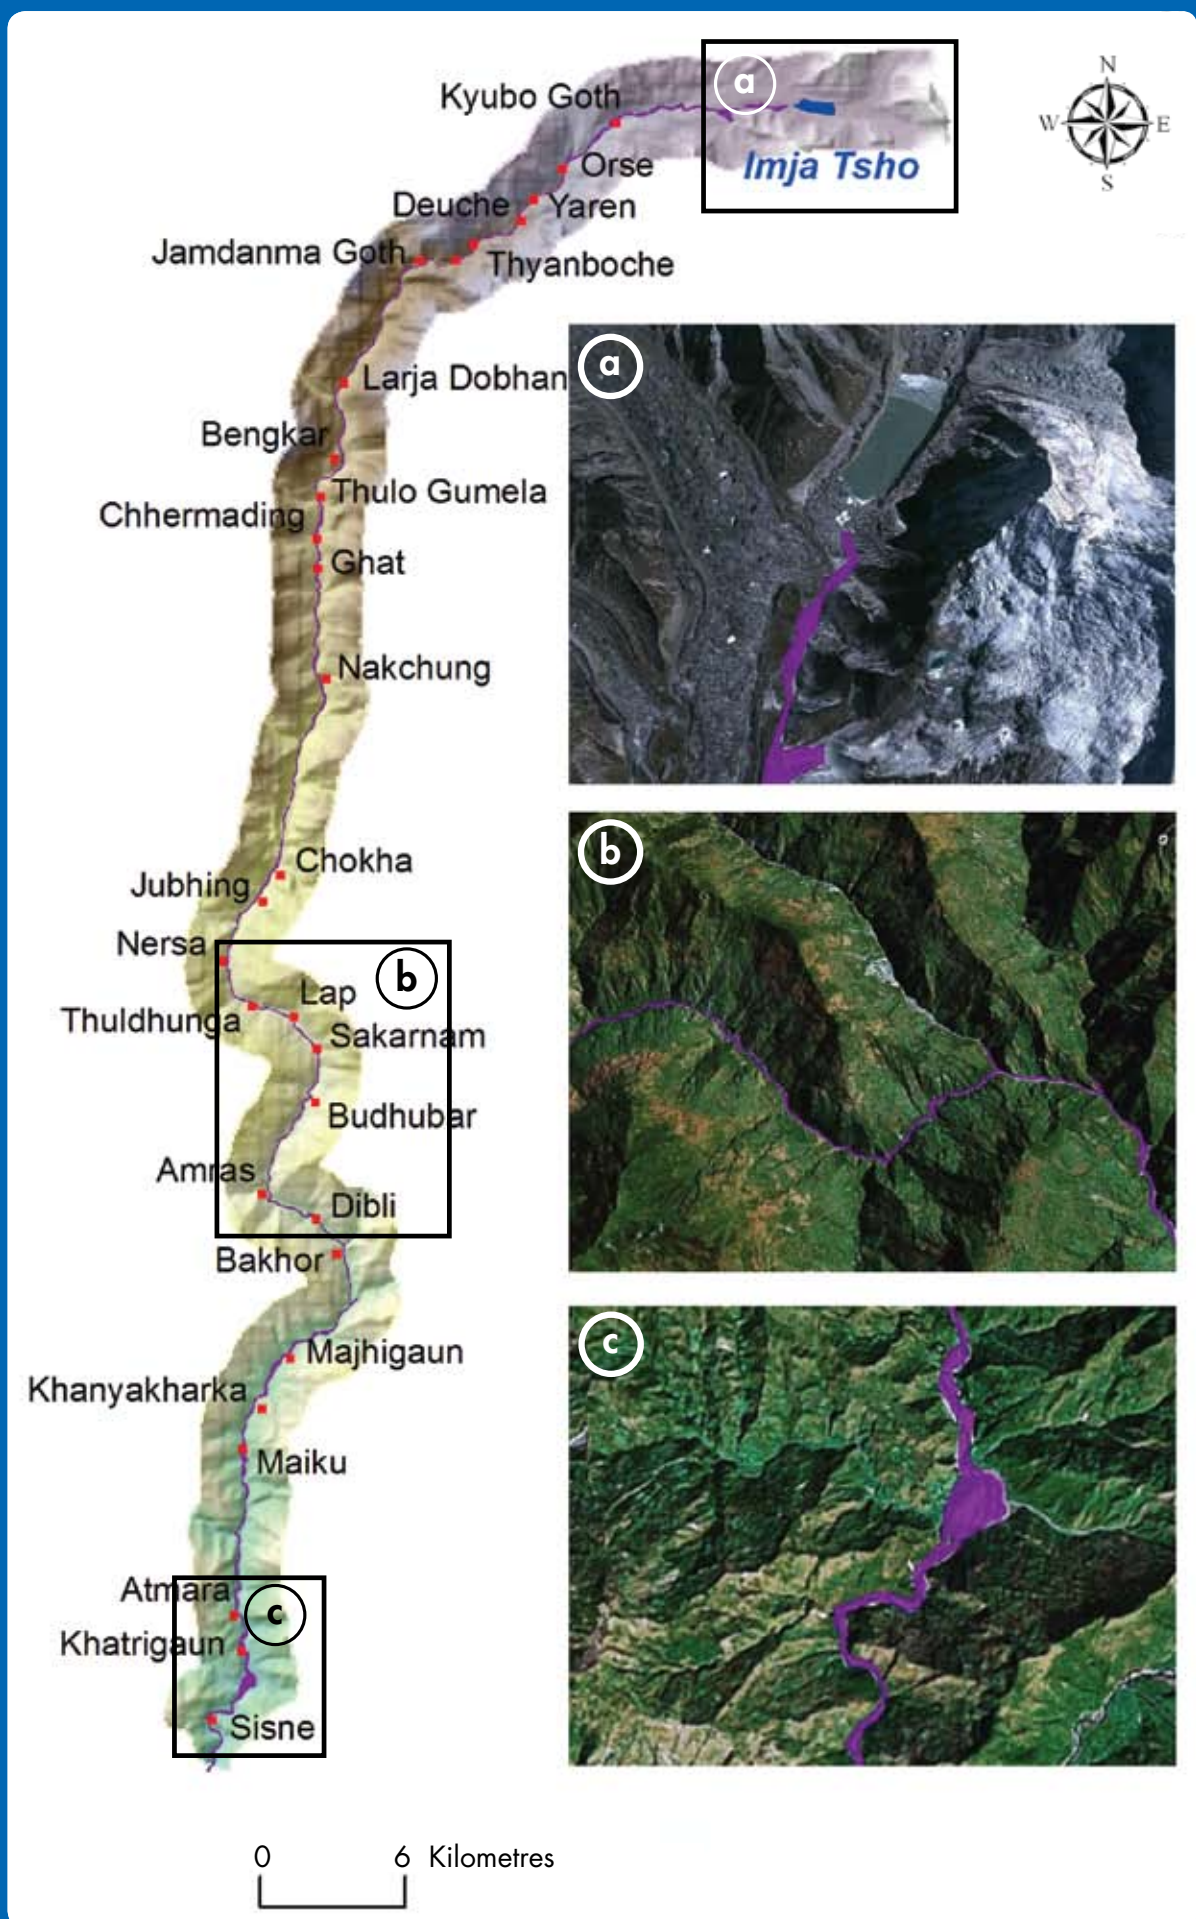 N
W E
S
a
Kyubo Goth
Orse
Imja Tsho
Deuche Yaren
Jamdanma Goth
Thyanboche
a
Larja Dobhan
Bengkar
Thulo Gumela
Chhermading
Ghat
Nakchung
b
Chokha
Jubhing
Nersa
b
Lap
Thuldhunga
Sakarnam
Budhubar
Amras
Dibli
Bakhor
c
Majhigaun
Khanyakharka
Maiku
Atmara
c
Khatrigaun
Sisne
0 6 Kilometres